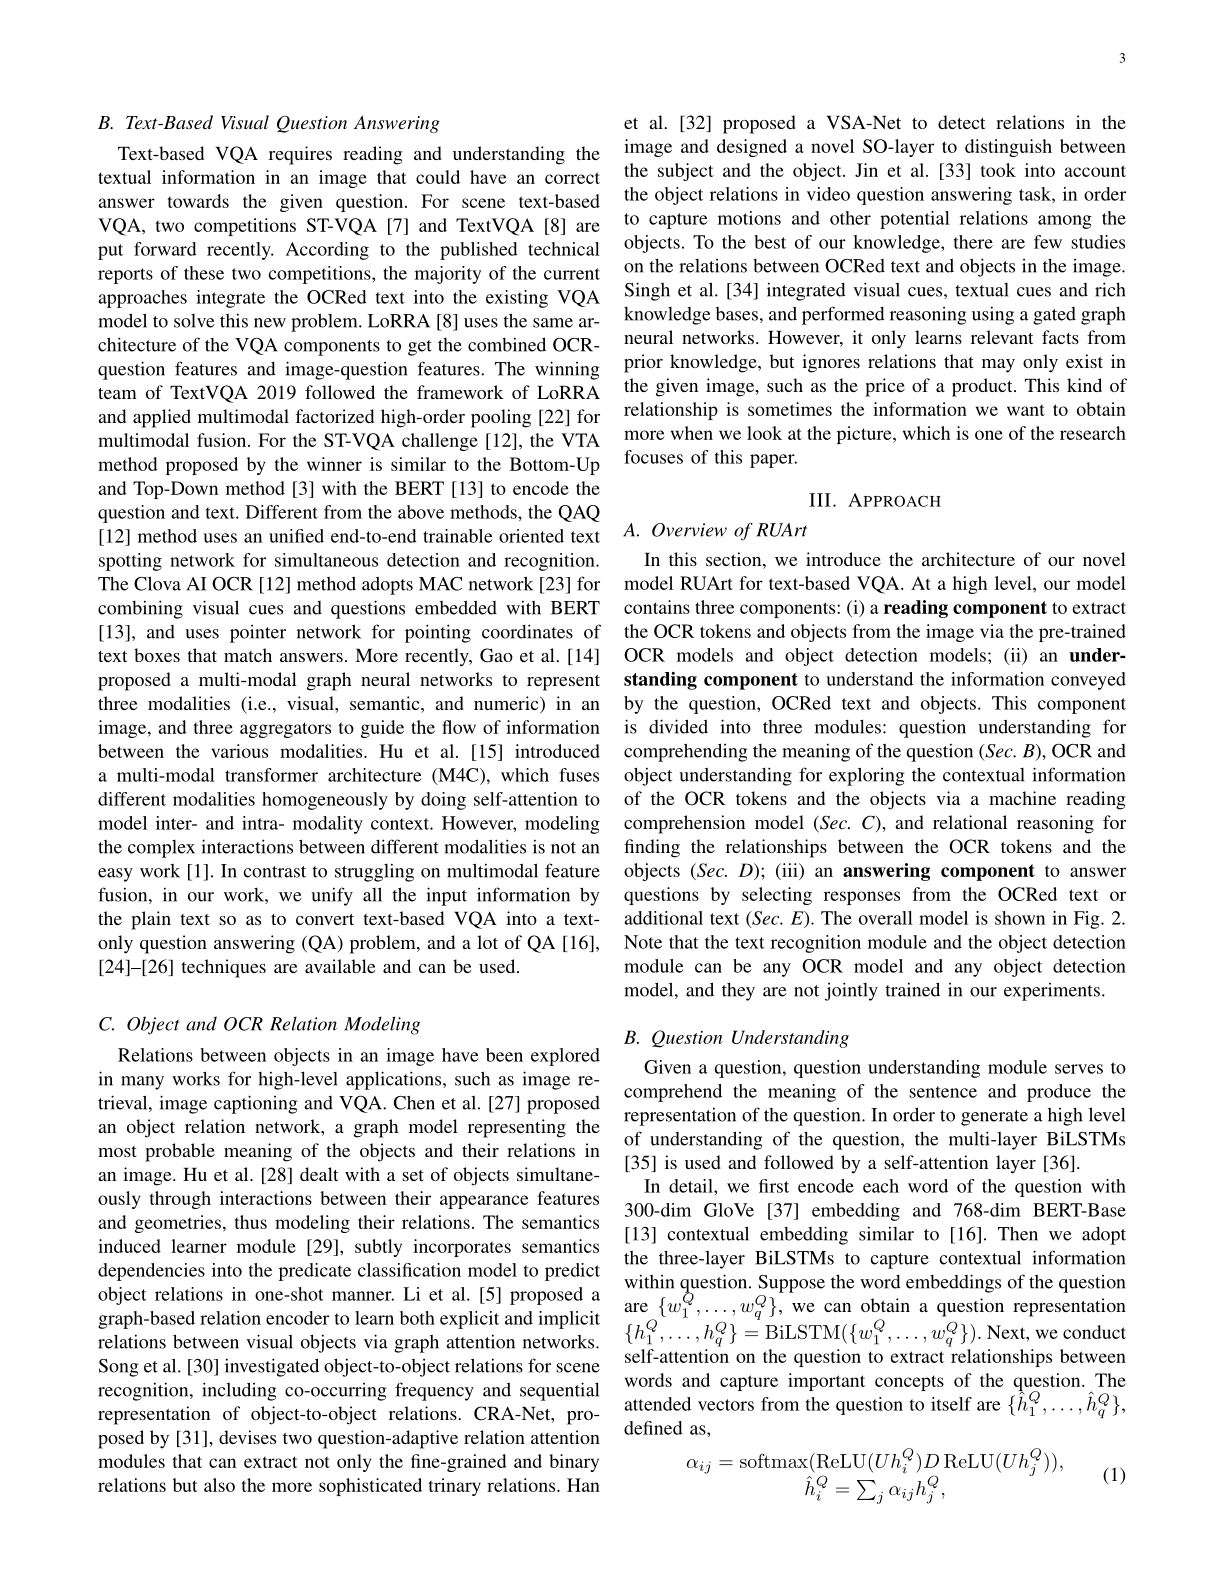 3
B. Text-Based Visual Question Answering
Text-based VQA requires reading and understanding the
textual information in an image that could have an correct
answer towards the given question. For scene text-based
VQA, two competitions ST-VQA [7] and TextVQA [8] are
put forward recently. According to the published technical
reports of these two competitions, the majority of the current
approaches integrate the OCRed text into the existing VQA
model to solve this new problem. LoRRA [8] uses the same ar-
chitecture of the VQA components to get the combined OCR-
question features and image-question features. The winning
team of TextVQA 2019 followed the framework of LoRRA
and applied multimodal factorized high-order pooling [22] for
multimodal fusion. For the ST-VQA challenge [12], the VTA
method proposed by the winner is similar to the Bottom-Up
and Top-Down method [3] with the BERT [13] to encode the
question and text. Different from the above methods, the QAQ
[12] method uses an unified end-to-end trainable oriented text
spotting network for simultaneous detection and recognition.
The Clova AI OCR [12] method adopts MAC network [23] for
combining visual cues and questions embedded with BERT
[13], and uses pointer network for pointing coordinates of
text boxes that match answers. More recently, Gao et al. [14]
proposed a multi-modal graph neural networks to represent
three modalities (i.e., visual, semantic, and numeric) in an
image, and three aggregators to guide the flow of information
between the various modalities. Hu et al. [15] introduced
a multi-modal transformer architecture (M4C), which fuses
different modalities homogeneously by doing self-attention to
model inter- and intra- modality context. However, modeling
the complex interactions between different modalities is not an
easy work [1]. In contrast to struggling on multimodal feature
fusion, in our work, we unify all the input information by
the plain text so as to convert text-based VQA into a text-
only question answering (QA) problem, and a lot of QA [16],
[24]–[26] techniques are available and can be used.
C. Object and OCR Relation Modeling
Relations between objects in an image have been explored
in many works for high-level applications, such as image re-
trieval, image captioning and VQA. Chen et al. [27] proposed
an object relation network, a graph model representing the
most probable meaning of the objects and their relations in
an image. Hu et al. [28] dealt with a set of objects simultane-
ously through interactions between their appearance features
and geometries, thus modeling their relations. The semantics
induced learner module [29], subtly incorporates semantics
dependencies into the predicate classification model to predict
object relations in one-shot manner. Li et al. [5] proposed a
graph-based relation encoder to learn both explicit and implicit
relations between visual objects via graph attention networks.
Song et al. [30] investigated object-to-object relations for scene
recognition, including co-occurring frequency and sequential
representation of object-to-object relations. CRA-Net, pro-
posed by [31], devises two question-adaptive relation attention
modules that can extract not only the fine-grained and binary
relations but also the more sophisticated trinary relations. Han
et al. [32] proposed a VSA-Net to detect relations in the
image and designed a novel SO-layer to distinguish between
the subject and the object. Jin et al. [33] took into account
the object relations in video question answering task, in order
to capture motions and other potential relations among the
objects. To the best of our knowledge, there are few studies
on the relations between OCRed text and objects in the image.
Singh et al. [34] integrated visual cues, textual cues and rich
knowledge bases, and performed reasoning using a gated graph
neural networks. However, it only learns relevant facts from
prior knowledge, but ignores relations that may only exist in
the given image, such as the price of a product. This kind of
relationship is sometimes the information we want to obtain
more when we look at the picture, which is one of the research
focuses of this paper.
III. APPROACH
A. Overview of RUArt
In this section, we introduce the architecture of our novel
model RUArt for text-based VQA. At a high level, our model
contains three components: (i) a reading component to extract
the OCR tokens and objects from the image via the pre-trained
OCR models and object detection models; (ii) an under-
standing component to understand the information conveyed
by the question, OCRed text and objects. This component
is divided into three modules: question understanding for
comprehending the meaning of the question (Sec. B), OCR and
object understanding for exploring the contextual information
of the OCR tokens and the objects via a machine reading
comprehension model (Sec. C), and relational reasoning for
finding the relationships between the OCR tokens and the
objects (Sec. D); (iii) an answering component to answer
questions by selecting responses from the OCRed text or
additional text (Sec. E). The overall model is shown in Fig. 2.
Note that the text recognition module and the object detection
module can be any OCR model and any object detection
model, and they are not jointly trained in our experiments.
B. Question Understanding
Given a question, question understanding module serves to
comprehend the meaning of the sentence and produce the
representation of the question. In order to generate a high level
of understanding of the question, the multi-layer BiLSTMs
[35] is used and followed by a self-attention layer [36].
In detail, we first encode each word of the question with
300-dim GloVe [37] embedding and 768-dim BERT-Base
[13] contextual embedding similar to [16]. Then we adopt
the three-layer BiLSTMs to capture contextual information
within question. Suppose the word embeddings of the question
are {w_1^Q, . . . , w_q^Q}, we can obtain a question representation
{h_1^Q, . . . , h_q^Q} = BiLSTM({w_1^Q, . . . , w_q^Q}). Next, we conduct
self-attention on the question to extract relationships between
words and capture important concepts of the question. The
attended vectors from the question to itself are {ĥ_1^Q, . . . , ĥ_q^Q},
defined as,
α_{ij} = softmax(ReLU(Uh_i^Q)D ReLU(Uh_j^Q)),
ĥ_i^Q = ∑_j α_{ij}h_j^Q, (1)